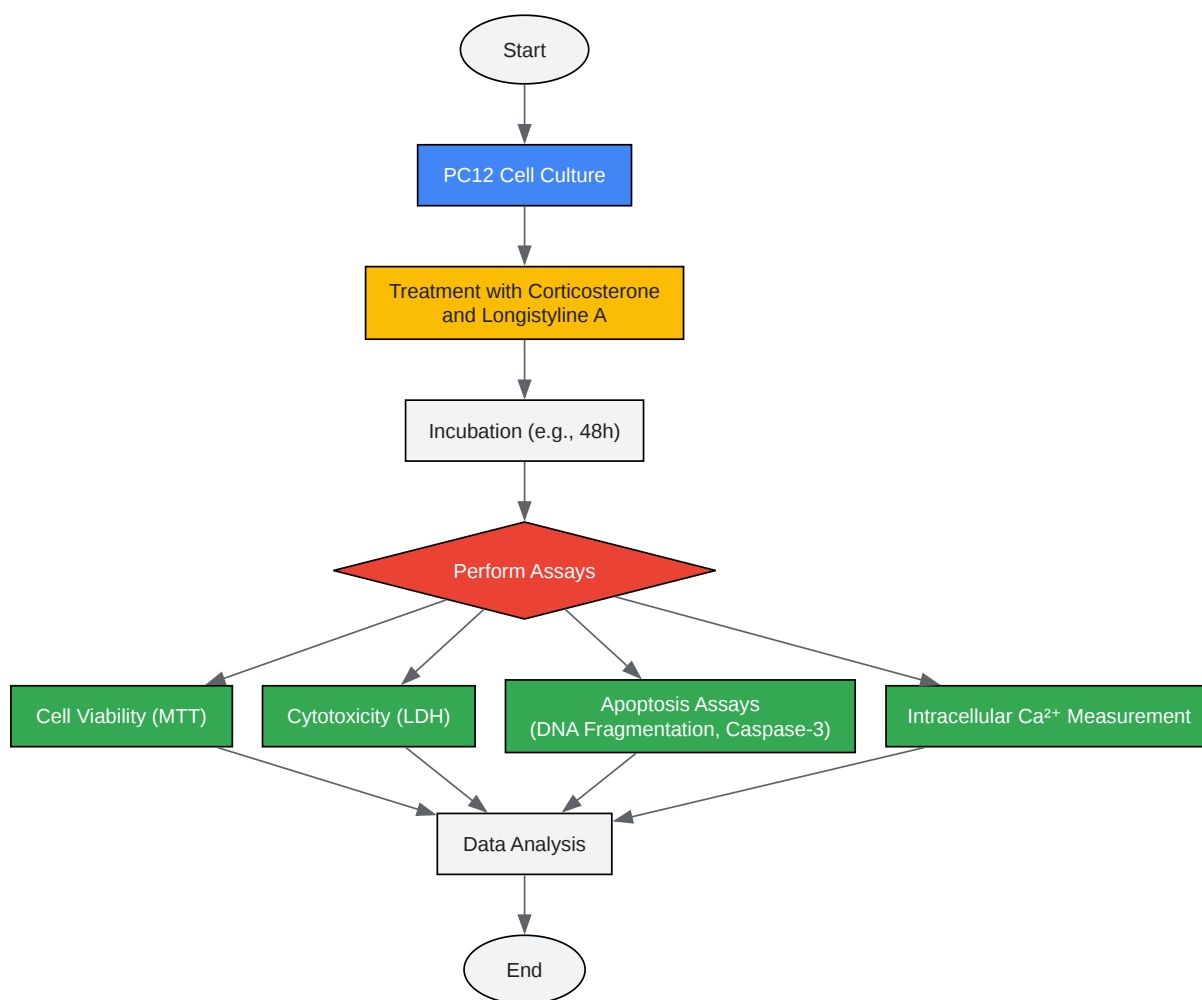 Start
PC12 Cell Culture
Treatment with Corticosterone
and Longistyline A
Incubation (e.g., 48h)
Perform Assays
Cell Viability (MTT)
Cytotoxicity (LDH)
Apoptosis Assays
(DNA Fragmentation, Caspase-3)
Intracellular Ca²⁺ Measurement
Data Analysis
End